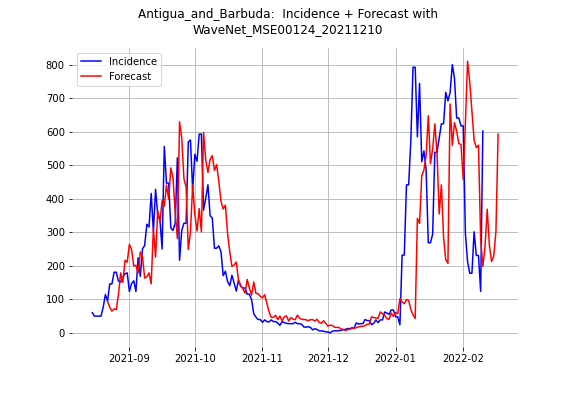 Antigua_and_Barbuda:  Incidence + Forecast with
WaveNet_MSE00124_20211210
Incidence
Forecast
800
700
600
500
400
300
200
100
0
2021-09 2021-10 2021-11 2021-12 2022-01 2022-02